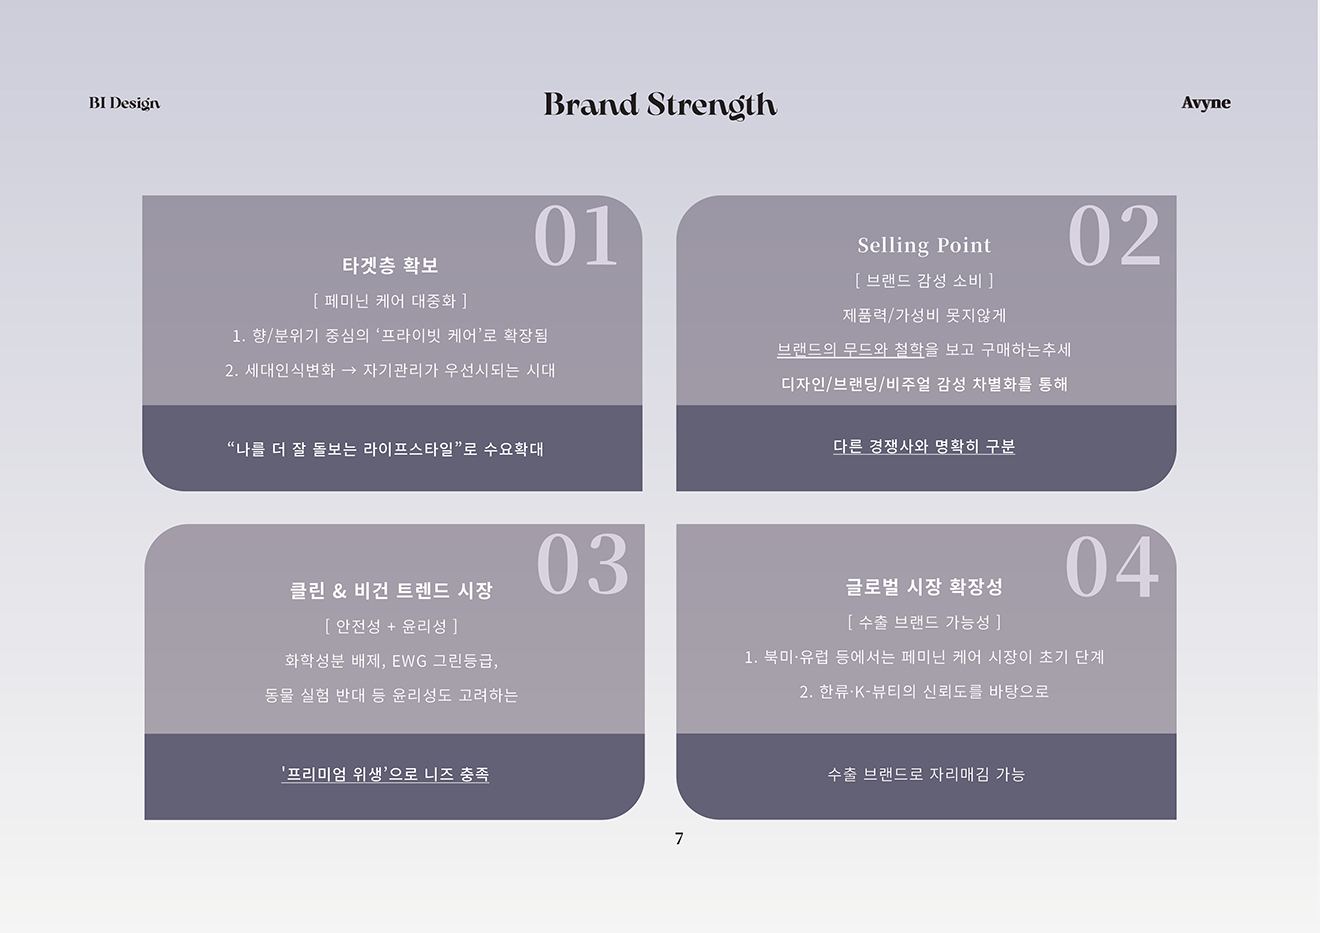 BI Design
Brand Strength
Avyne
01
타겟층 확보
[ 페미닌 케어 대중화 ]
1. 향/분위기 중심의 ‘프라이빗 케어’로 확장됨
2. 세대인식변화 → 자기관리가 우선시되는 시대
“나를 더 잘 돌보는 라이프스타일”로 수요확대
02
Selling Point
[ 브랜드 감성 소비 ]
제품력/가성비 못지않게
브랜드의 무드와 철학을 보고 구매하는추세
디자인/브랜딩/비주얼 감성 차별화를 통해
다른 경쟁사와 명확히 구분
03
클린 & 비건 트렌드 시장
[ 안전성 + 윤리성 ]
화학성분 배제, EWG 그린등급,
동물 실험 반대 등 윤리성도 고려하는
'프리미엄 위생’으로 니즈 충족
04
글로벌 시장 확장성
[ 수출 브랜드 가능성 ]
1. 북미·유럽 등에서는 페미닌 케어 시장이 초기 단계
2. 한류·K-뷰티의 신뢰도를 바탕으로
수출 브랜드로 자리매김 가능
7